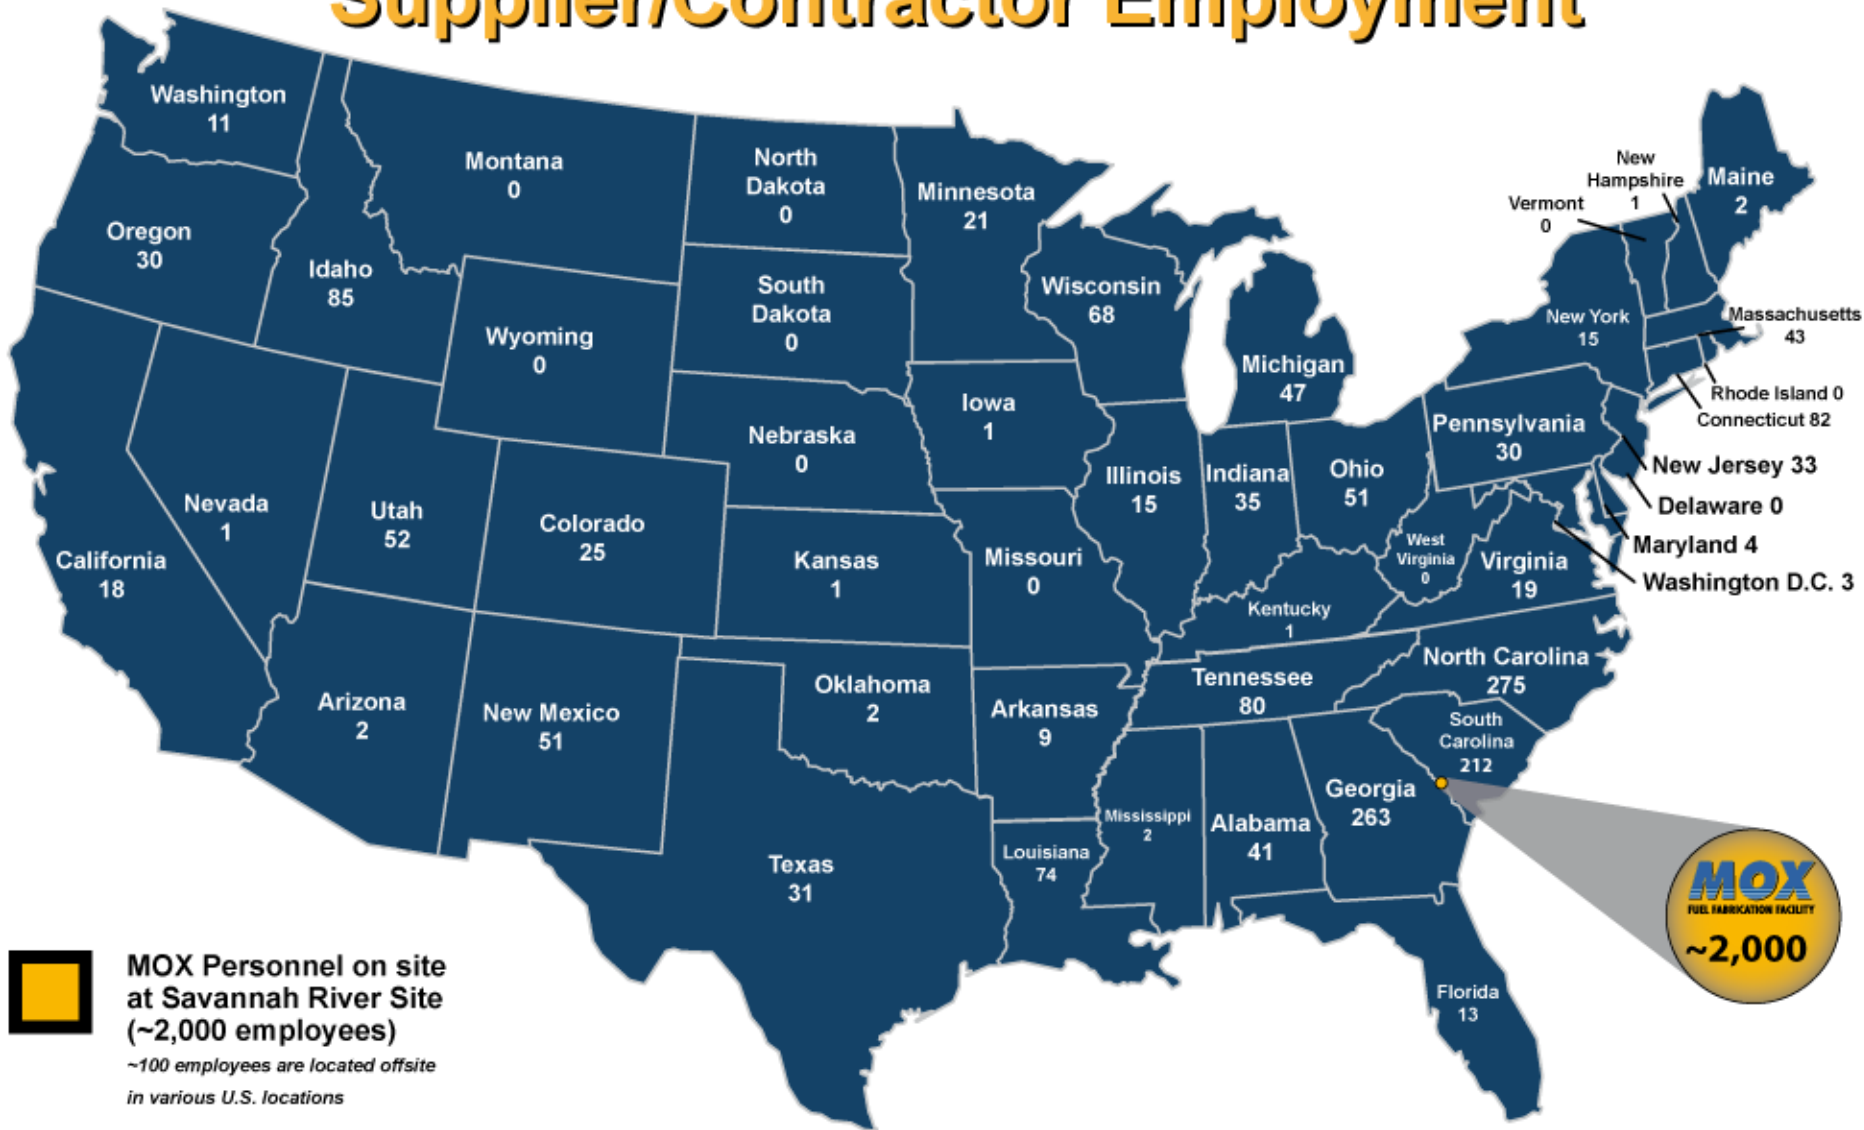 Supplier/Contractor Employment
Washington
11
Oregon
30
Idaho
85
Montana
0
Wyoming
0
North
Dakota
0
South
Dakota
0
Nebraska
0
Kansas
1
Minnesota
21
Iowa
1
Missouri
0
Wisconsin
68
Illinois
15
Michigan
47
Indiana
35
Ohio
51
California
18
Nevada
1
Utah
52
Colorado
25
Arizona
2
New Mexico
51
Oklahoma
2
Texas
31
Arkansas
9
Louisiana
74
Mississippi
2
Alabama
41
Georgia
263
Florida
13
South
Carolina
212
North Carolina
275
Tennessee
80
Kentucky
1
West
Virginia
0
Virginia
19
Pennsylvania
30
New York
15
Vermont
0
New
Hampshire
1
Maine
2
Massachusetts
43
Rhode Island 0
Connecticut 82
New Jersey 33
Delaware 0
Maryland 4
Washington D.C. 3
MOX
FUEL FABRICATION FACILITY
~2,000
MOX Personnel on site
at Savannah River Site
(~2,000 employees)
~100 employees are located offsite
in various U.S. locations